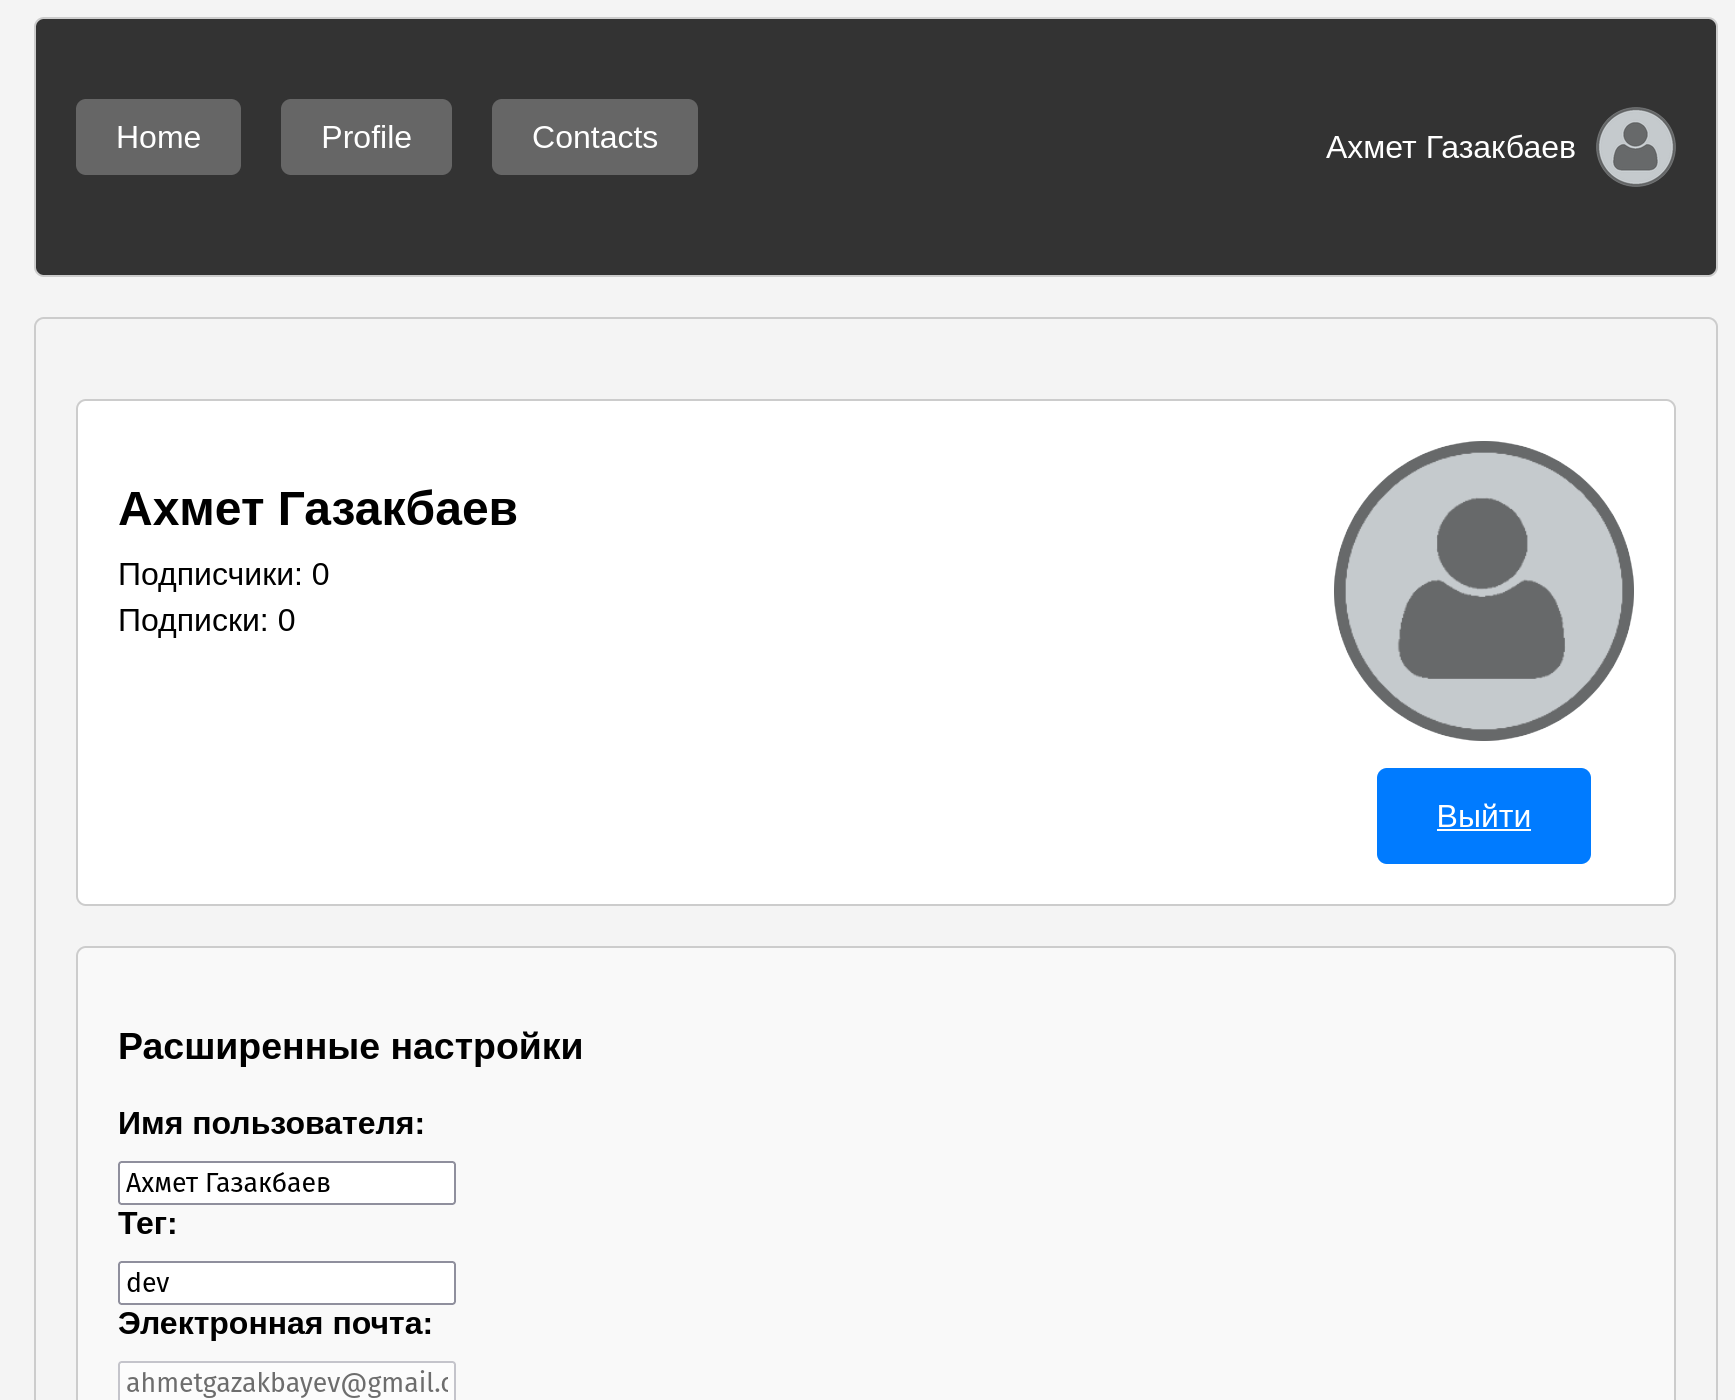 Home Profile Contacts Ахмет Газакбаев
Ахмет Газакбаев
Подписчики: 0
Подписки: 0
Выйти
Расширенные настройки
Имя пользователя:
Ахмет Газакбаев
Тег:
dev
Электронная почта:
ahmetgazakbayev@gmail.c